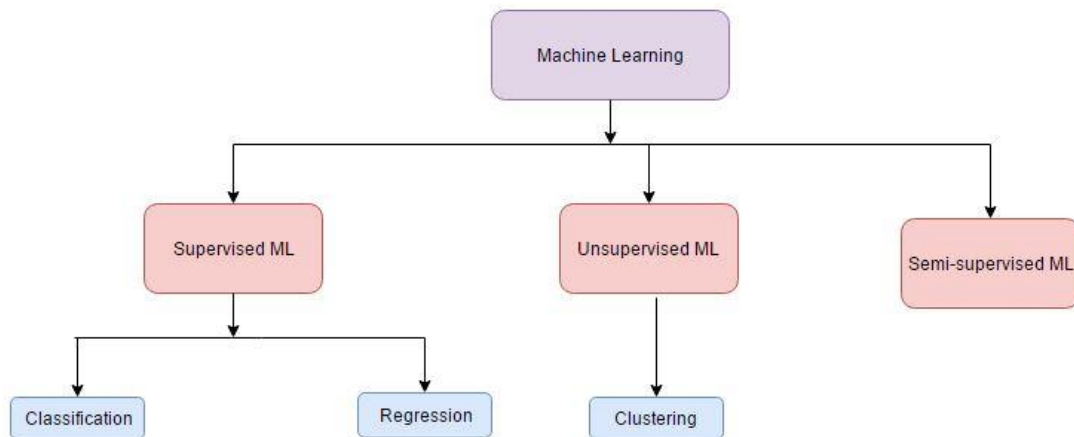 Machine Learning
Supervised ML
Unsupervised ML
Semi-supervised ML
Classification
Regression
Clustering